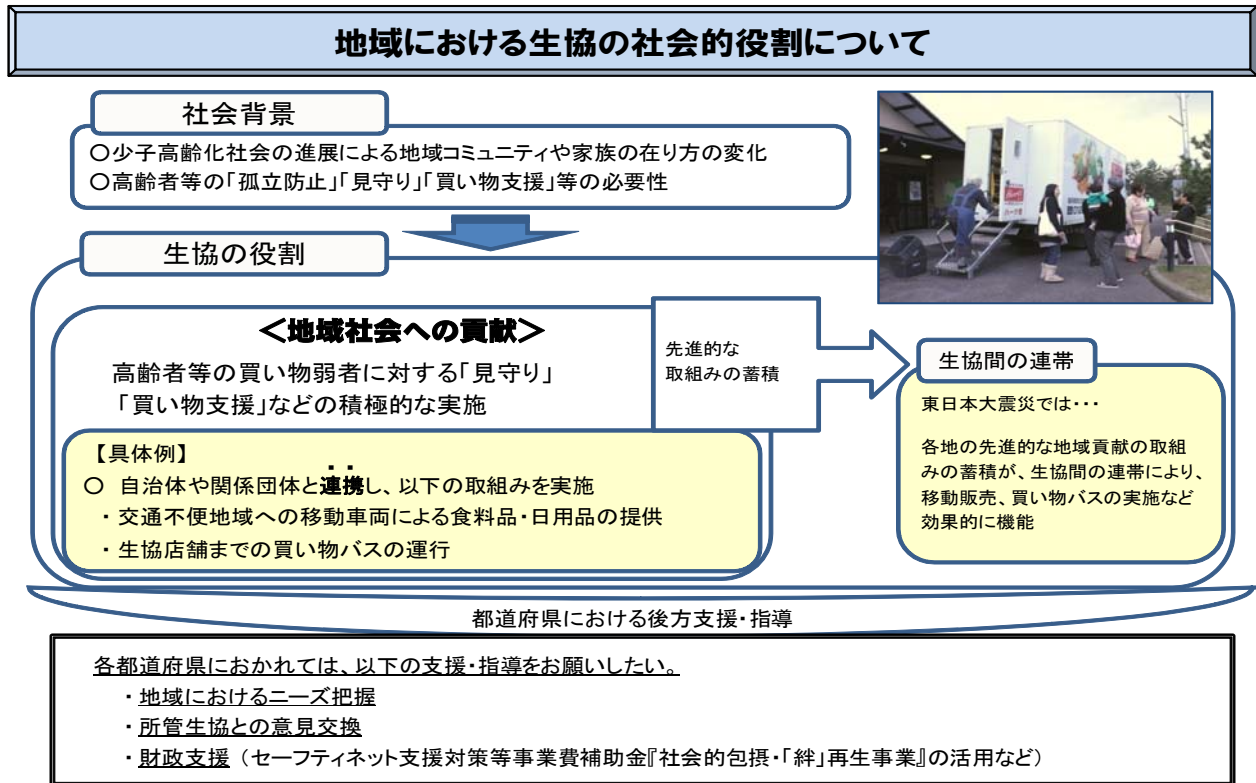 地域における生協の社会的役割について
社会背景
○少子高齢化社会の進展による地域コミュニティや家族の在り方の変化
○高齢者等の「孤立防止」「見守り」「買い物支援」等の必要性
生協の役割
＜地域社会への貢献＞
高齢者等の買い物弱者に対する「見守り」
「買い物支援」などの積極的な実施
【具体例】
○ 自治体や関係団体と連携し、以下の取組みを実施
・交通不便地域への移動車両による食料品・日用品の提供
・生協店舗までの買い物バスの運行
先進的な
取組みの蓄積
生協間の連帯
東日本大震災では・・・
各地の先進的な地域貢献の取組
みの蓄積が、生協間の連帯により、
移動販売、買い物バスの実施など
効果的に機能
都道府県における後方支援・指導
各都道府県におかれては、以下の支援・指導をお願いしたい。
・地域におけるニーズ把握
・所管生協との意見交換
・財政支援（セーフティネット支援対策等事業費補助金『社会的包摂・「絆」再生事業』の活用など）